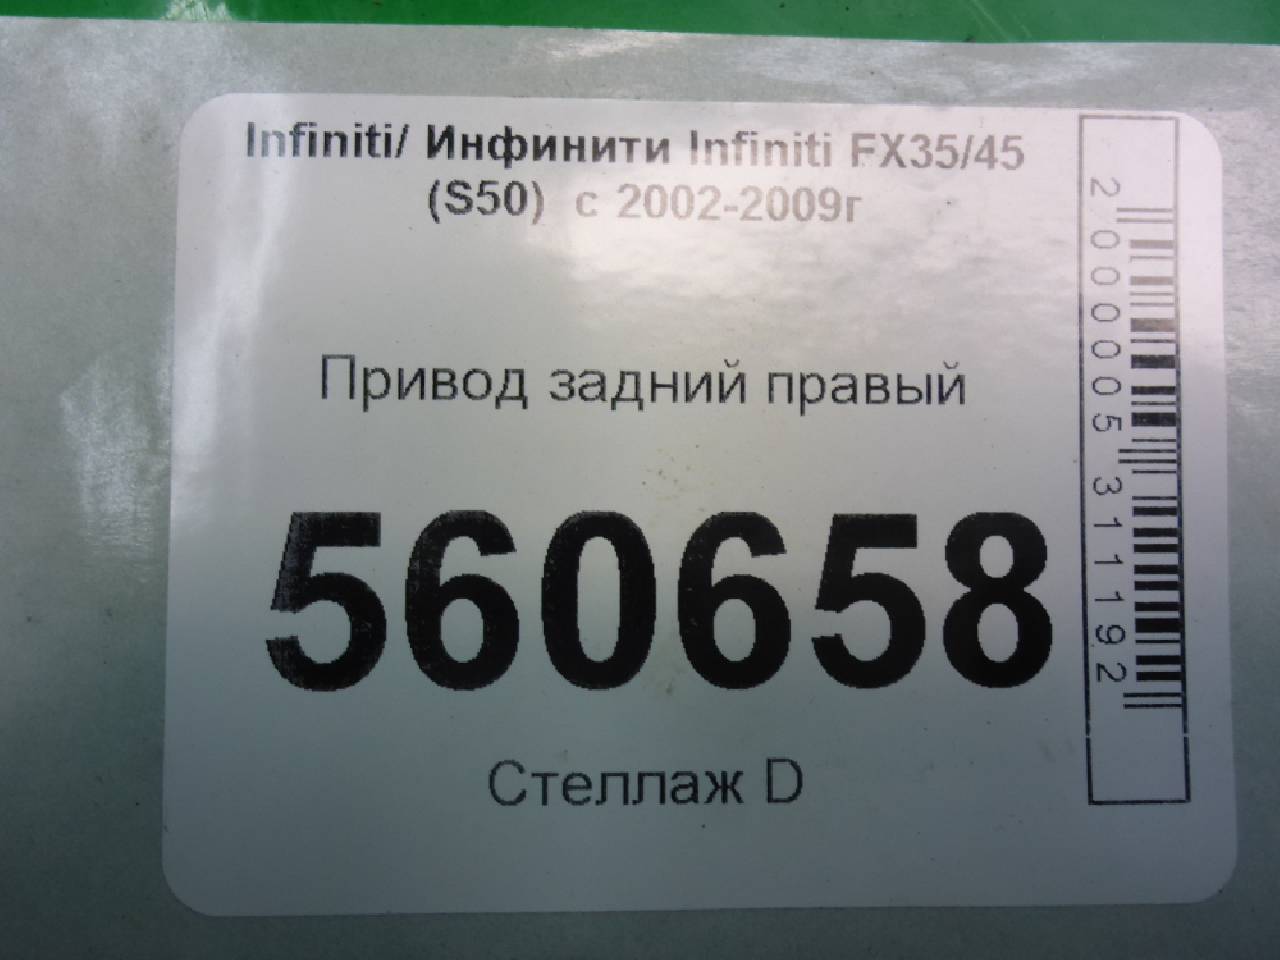 Infiniti/ Инфинити Infiniti FX35/45
(S50) с 2002-2009г
Привод задний правый
560658
Стеллаж D
2000005311192